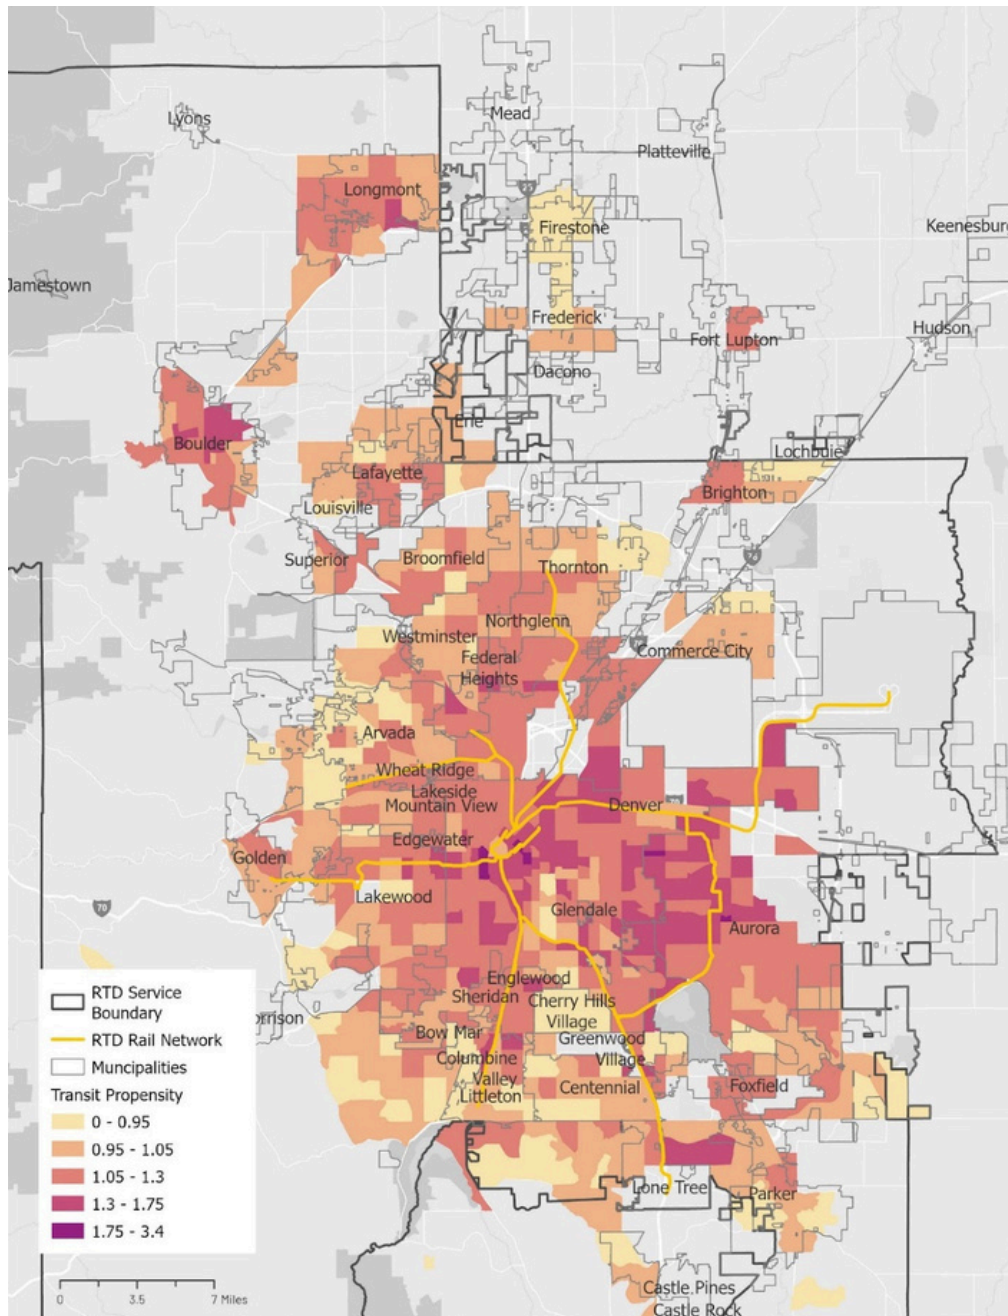 Mead
Lyons
Platteville
Longmont
25
Firestone
Keenesburg
Jamestown
Frederick
Hudson
Fort Lupton
Dacono
Erie
Boulder
Lochbuie
Lafayette
Brighton
Louisville
Superior
Broomfield
Thornton
76
Northglenn
Westminster
Commerce City
Federal
Heights
Arvada
Wheat Ridge
Lakeside
Mountain View
Denver
Edgewater
Golden
Lakewood
70
Glendale
Aurora
Englewood
Sheridan
Cherry Hills
Village
orrison
Bow Mar
Greenwood
Village
Columbine
Valley
Centennial
Foxfield
Littleton
Lone Tree
Parker
Castle Pines
Castle Rock
RTD Service
Boundary
RTD Rail Network
Muncipalities
Transit Propensity
0 - 0.95
0.95 - 1.05
1.05 - 1.3
1.3 - 1.75
1.75 - 3.4
0 3.5 7 Miles